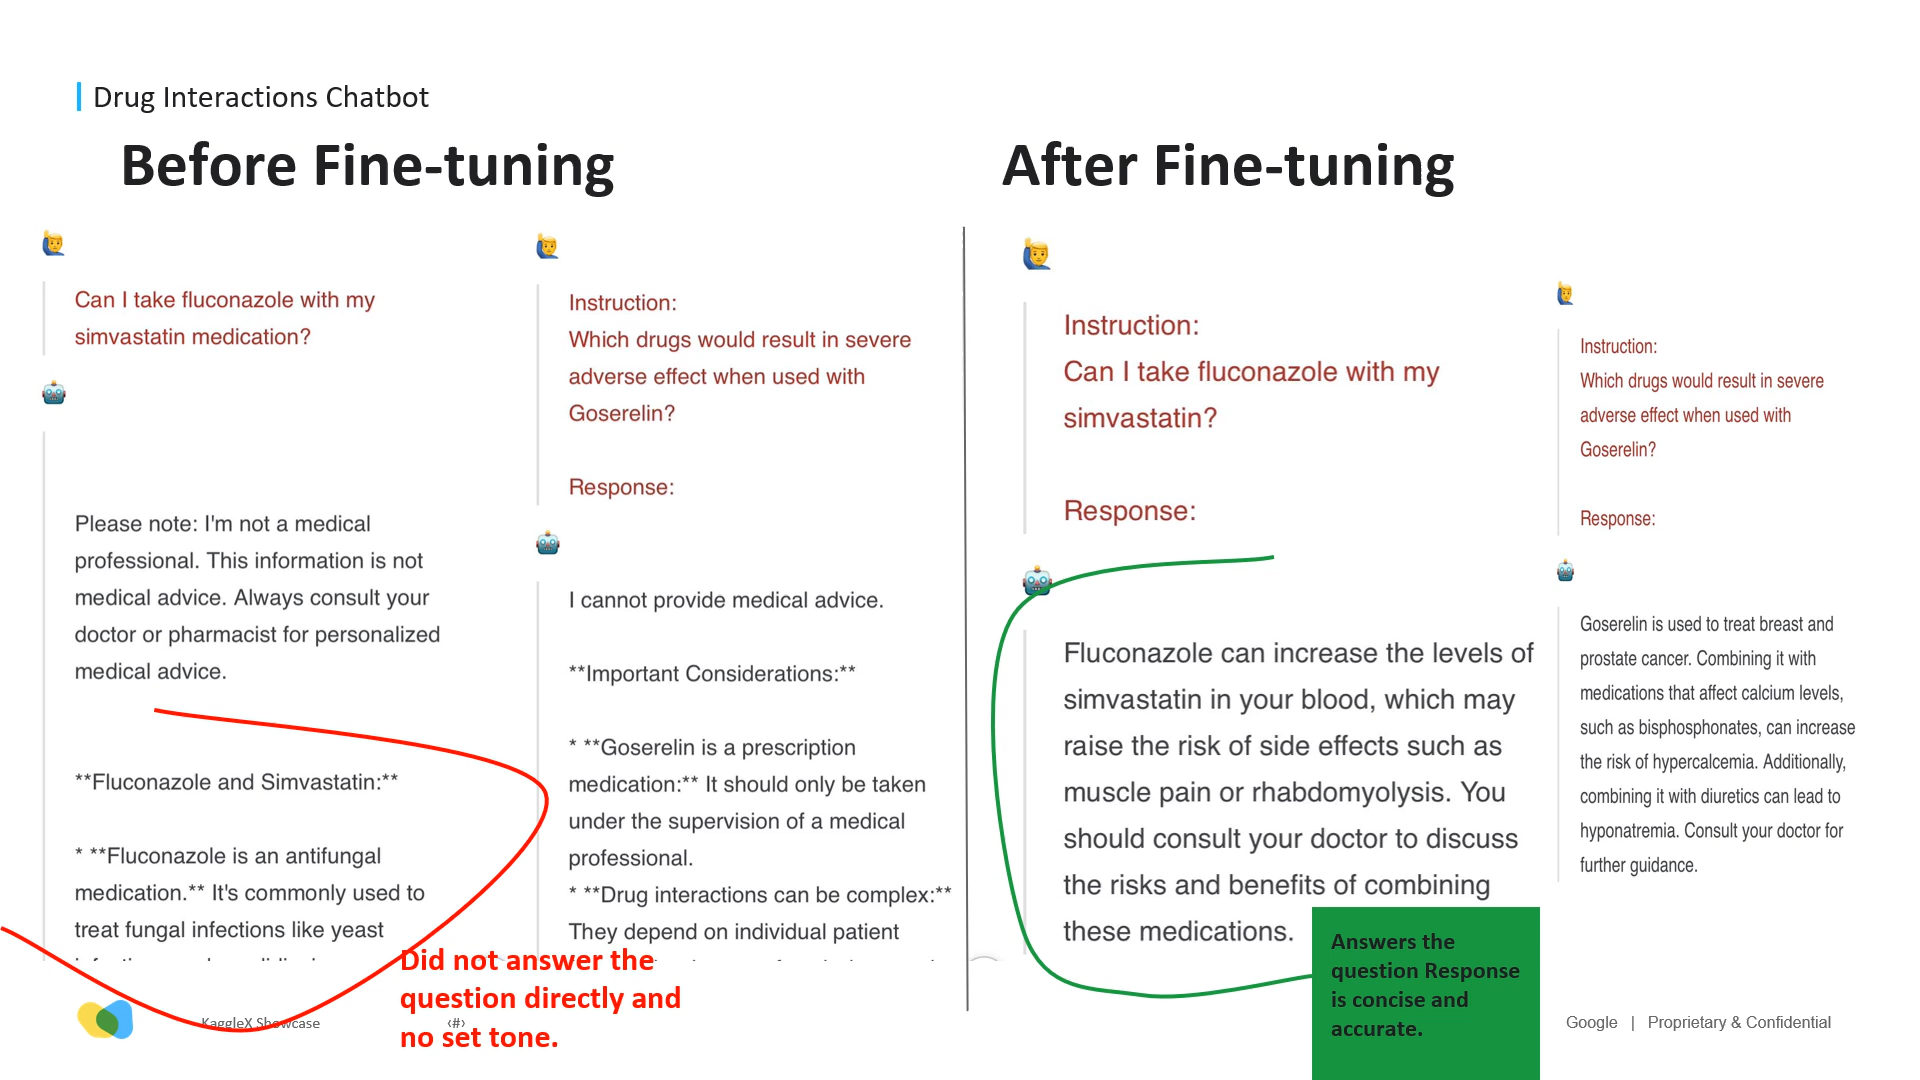 Drug Interactions Chatbot
Before Fine-tuning
Can I take fluconazole with my
simvastatin medication?
Please note: I'm not a medical
professional. This information is not
medical advice. Always consult your
doctor or pharmacist for personalized
medical advice.
**Fluconazole and Simvastatin:**
* **Fluconazole is an antifungal
medication.** It's commonly used to
treat fungal infections like yeast
Instruction:
Which drugs would result in severe
adverse effect when used with
Goserelin?
Response:
I cannot provide medical advice.
**Important Considerations:**
* **Goserelin is a prescription
medication:** It should only be taken
under the supervision of a medical
professional.
* **Drug interactions can be complex:**
They depend on individual patient
Did not answer the
question directly and
no set tone.
After Fine-tuning
Instruction:
Can I take fluconazole with my
simvastatin?
Response:
Fluconazole can increase the levels of
simvastatin in your blood, which may
raise the risk of side effects such as
muscle pain or rhabdomyolysis. You
should consult your doctor to discuss
the risks and benefits of combining
these medications.
Answers the
question Response
is concise and
accurate.
Instruction:
Which drugs would result in severe
adverse effect when used with
Goserelin?
Response:
Goserelin is used to treat breast and
prostate cancer. Combining it with
medications that affect calcium levels,
such as bisphosphonates, can increase
the risk of hypercalcemia. Additionally,
combining it with diuretics can lead to
hyponatremia. Consult your doctor for
further guidance.
KaggleX Showcase
‹#›
Google | Proprietary & Confidential